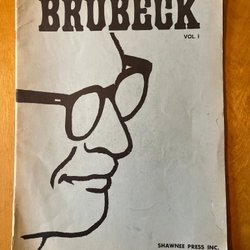 BRUBECK
VOL. I
SHAWNEE PRESS INC.